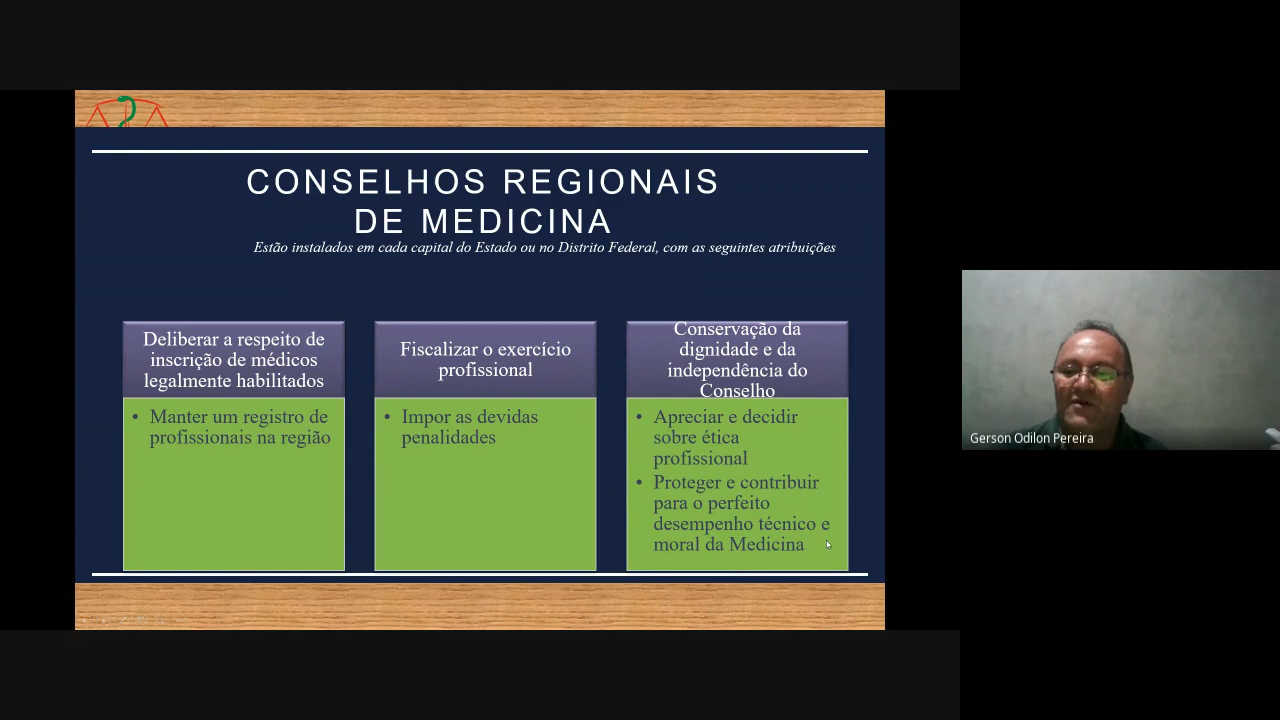 CONSELHOS REGIONAIS
DE MEDICINA
Estão instalados em cada capital do Estado ou no Distrito Federal, com as seguintes atribuições
Deliberar a respeito de
inscrição de médicos
legalmente habilitados
• Manter um registro de
profissionais na região
Fiscalizar o exercício
profissional
• Impor as devidas
penalidades
Conservação da
dignidade e da
independência do
Conselho
• Apreciar e decidir
sobre ética
profissional
• Proteger e contribuir
para o perfeito
desempenho técnico e
moral da Medicina
Gerson Odilon Pereira